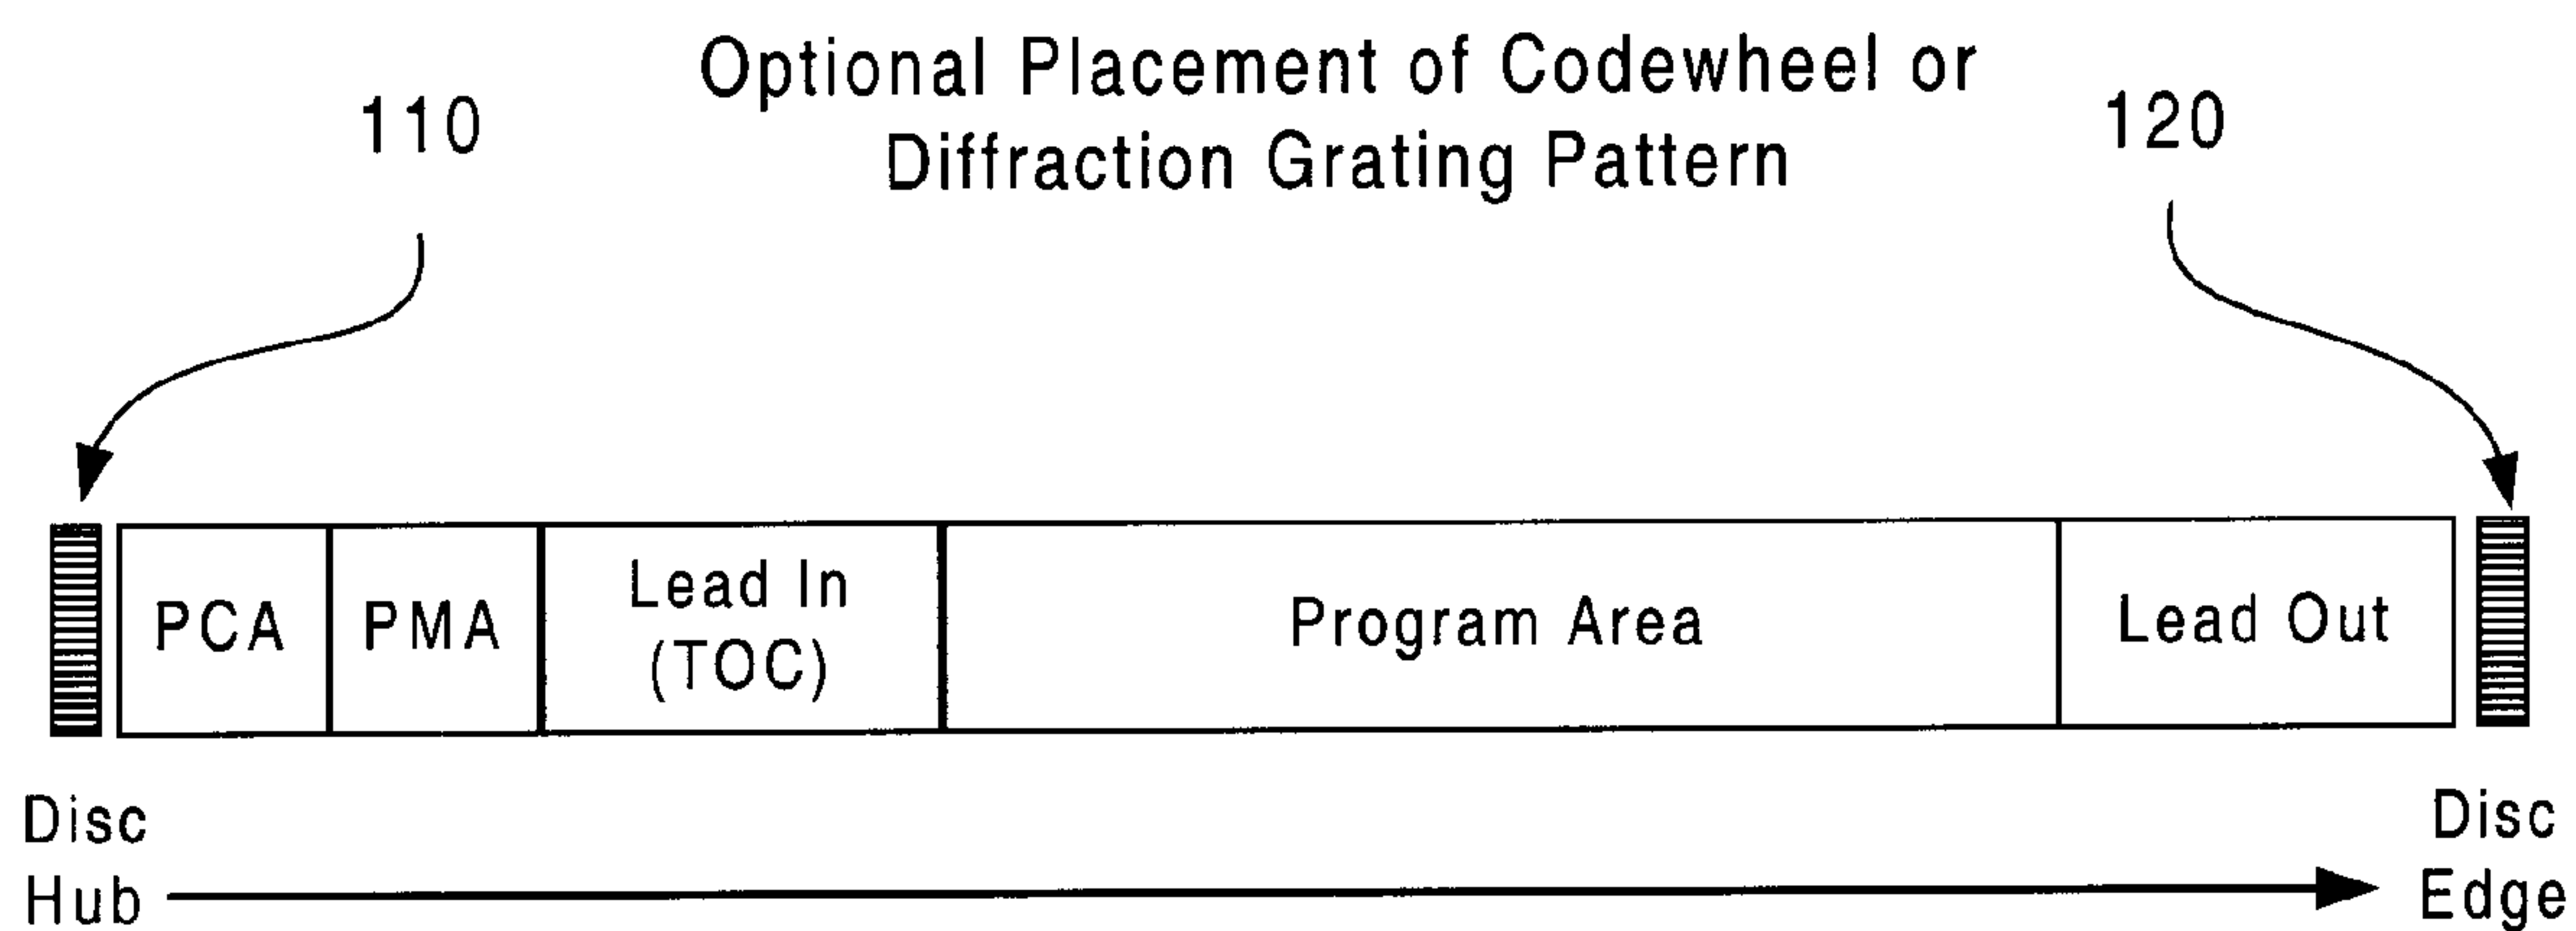 Optional Placement of Codewheel or
Diffraction Grating Pattern
110
120
PCA
PMA
Lead In
(TOC)
Program Area
Lead Out
Disc
Hub
Disc
Edge